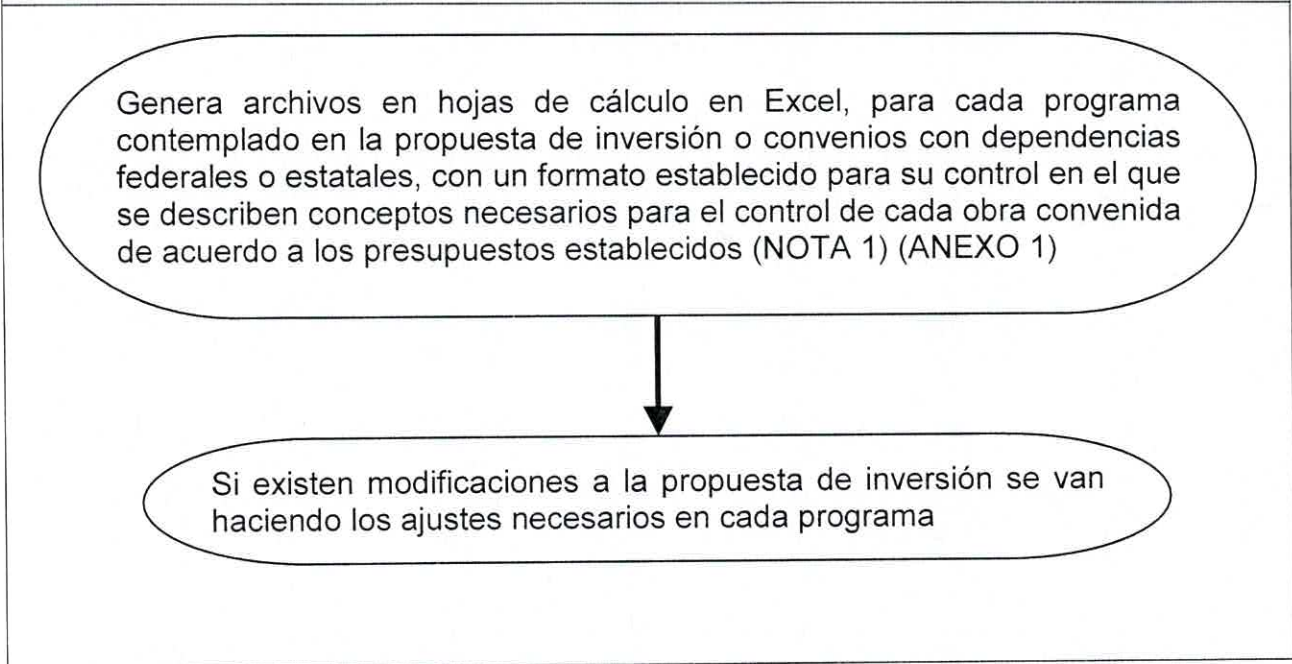 Genera archivos en hojas de cálculo en Excel, para cada programa
contemplado en la propuesta de inversión o convenios con dependencias
federales o estatales, con un formato establecido para su control en el que
se describen conceptos necesarios para el control de cada obra convenida
de acuerdo a los presupuestos establecidos (NOTA 1) (ANEXO 1)
Si existen modificaciones a la propuesta de inversión se van
haciendo los ajustes necesarios en cada programa